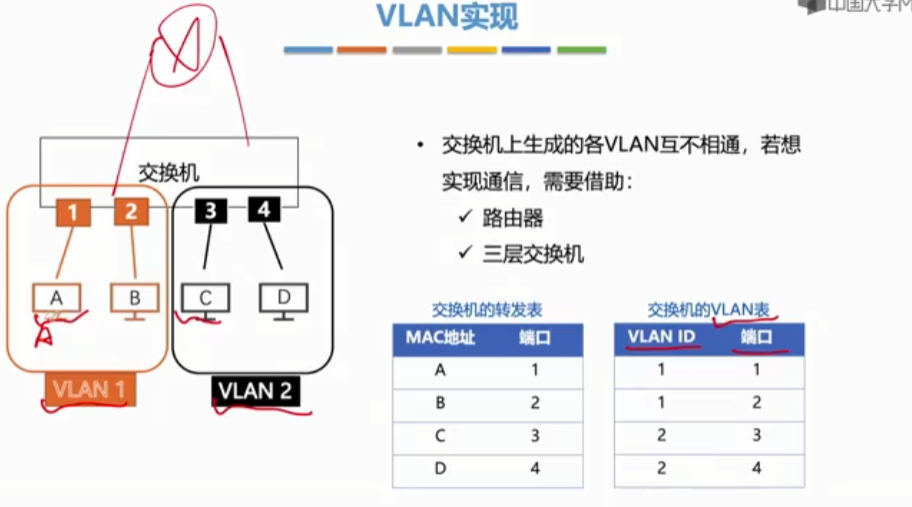 VLAN实现
中国大学M
交换机
1 2 3 4
A B C D
A
VLAN 1 VLAN 2
• 交换机上生成的各VLAN互不相通，若想
实现通信，需要借助：
✓ 路由器
✓ 三层交换机
交换机的转发表
MAC地址 端口
A 1
B 2
C 3
D 4
交换机的VLAN表
VLAN ID 端口
1 1
1 2
2 3
2 4